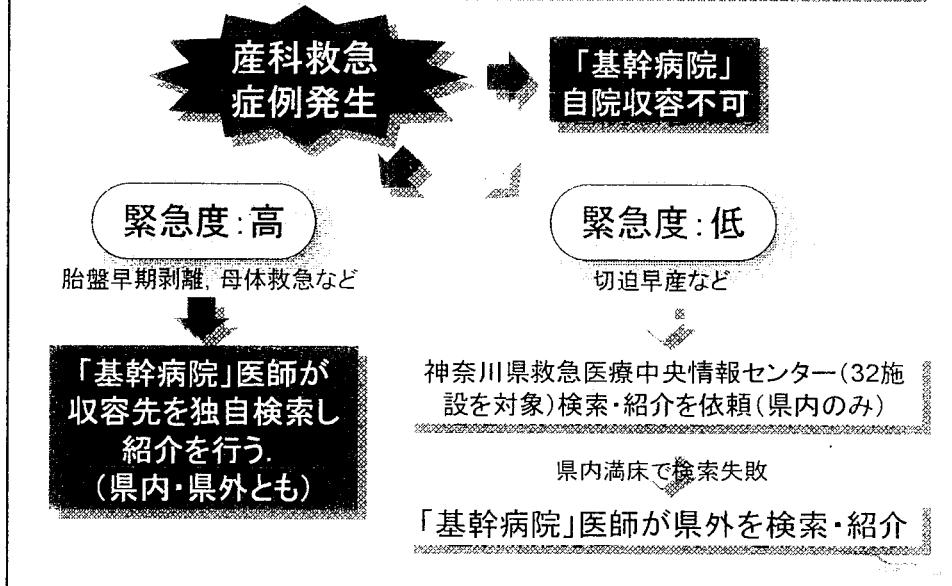 産科救急
症例発生
「基幹病院」
自院収容不可
緊急度:高
胎盤早期剥離, 母体救急など
「基幹病院」医師が
収容先を独自検索し
紹介を行う.
(県内・県外とも)
緊急度:低
切迫早産など
神奈川県救急医療中央情報センター(32施
設を対象)検索・紹介を依頼(県内のみ)
県内満床で検索失敗
「基幹病院」医師が県外を検索・紹介